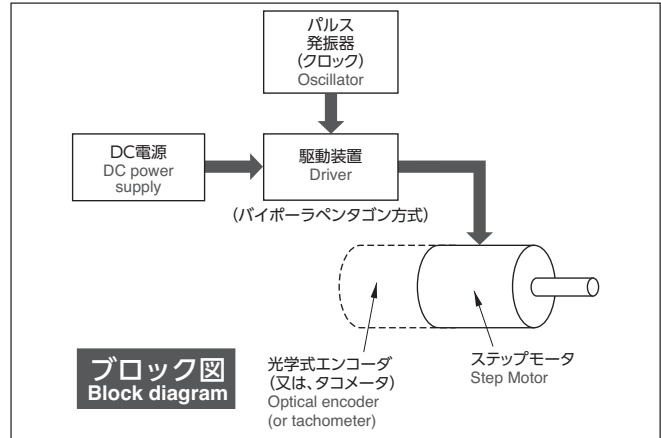 パルス
発振器
(クロック)
Oscillator
DC電源
DC power
supply
駆動装置
Driver
(バイポーラペンタゴン方式)
光学式エンコーダ
(又は、タコメータ)
Optical encoder
(or tachometer)
ステップモータ
Step Motor
ブロック図
Block diagram